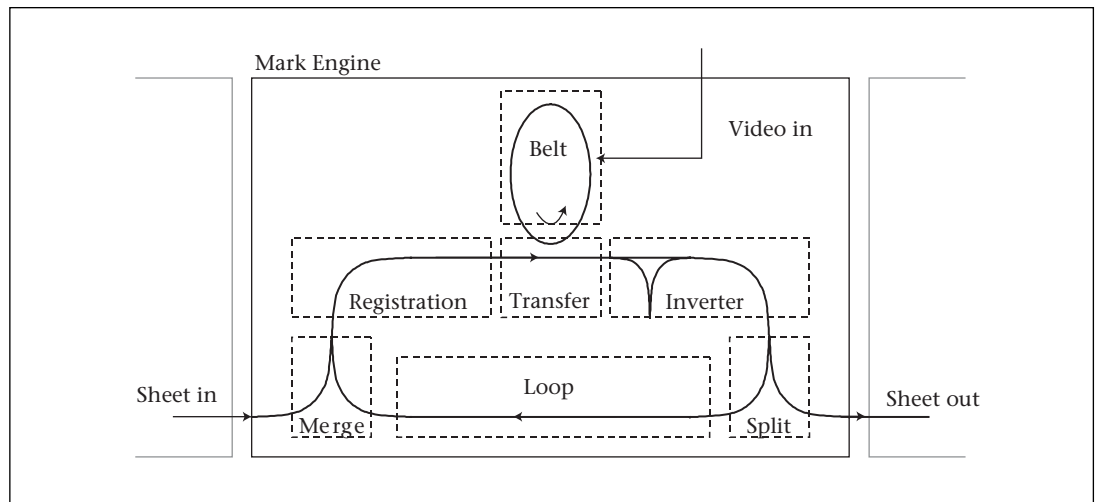 Mark Engine
Video in
Belt
Registration
Transfer
Inverter
Loop
Sheet in
Sheet out
Merge
Split